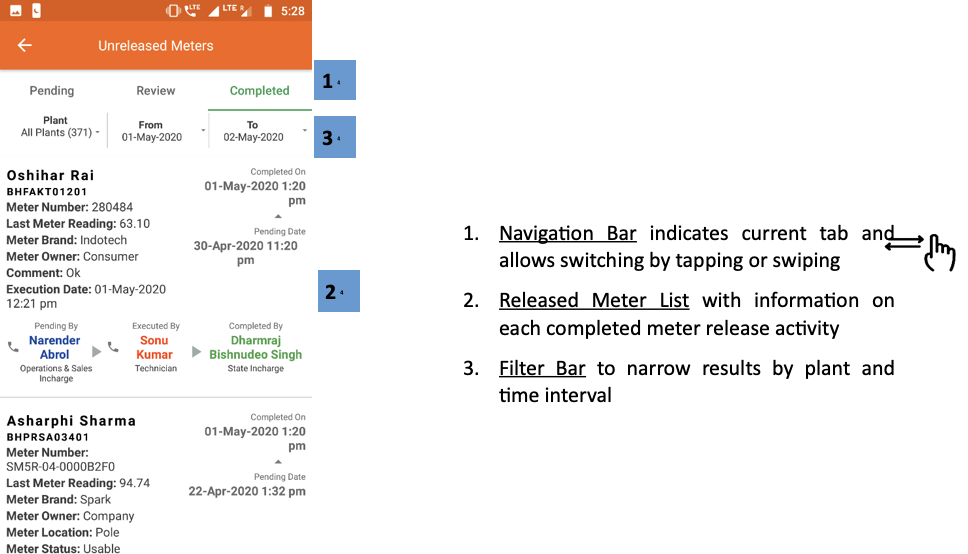 LTE LTE R 5:28
Unreleased Meters
Pending Review Completed
Plant
All Plants (371)
From
01-May-2020
To
02-May-2020
Oshihar Rai
BHFAKT01201
Meter Number: 280484
Last Meter Reading: 63.10
Meter Brand: Indotech
Meter Owner: Consumer
Comment: Ok
Execution Date: 01-May-2020
12:21 pm
Completed On
01-May-2020 1:20
pm
Pending Date
30-Apr-2020 11:20
pm
Pending By
Narender
Abrol
Operations & Sales
Incharge
Executed By
Sonu
Kumar
Technician
Completed By
Dharmraj
Bishnudeo Singh
State Incharge
Asharphi Sharma
BHPRSA03401
Meter Number:
SM5R-04-0000B2F0
Last Meter Reading: 94.74
Meter Brand: Spark
Meter Owner: Company
Meter Location: Pole
Meter Status: Usable
Completed On
01-May-2020 1:20
pm
Pending Date
22-Apr-2020 1:32 pm
1 4
3 4
2 4
1. Navigation Bar indicates current tab and
allows switching by tapping or swiping
2. Released Meter List with information on
each completed meter release activity
3. Filter Bar to narrow results by plant and
time interval